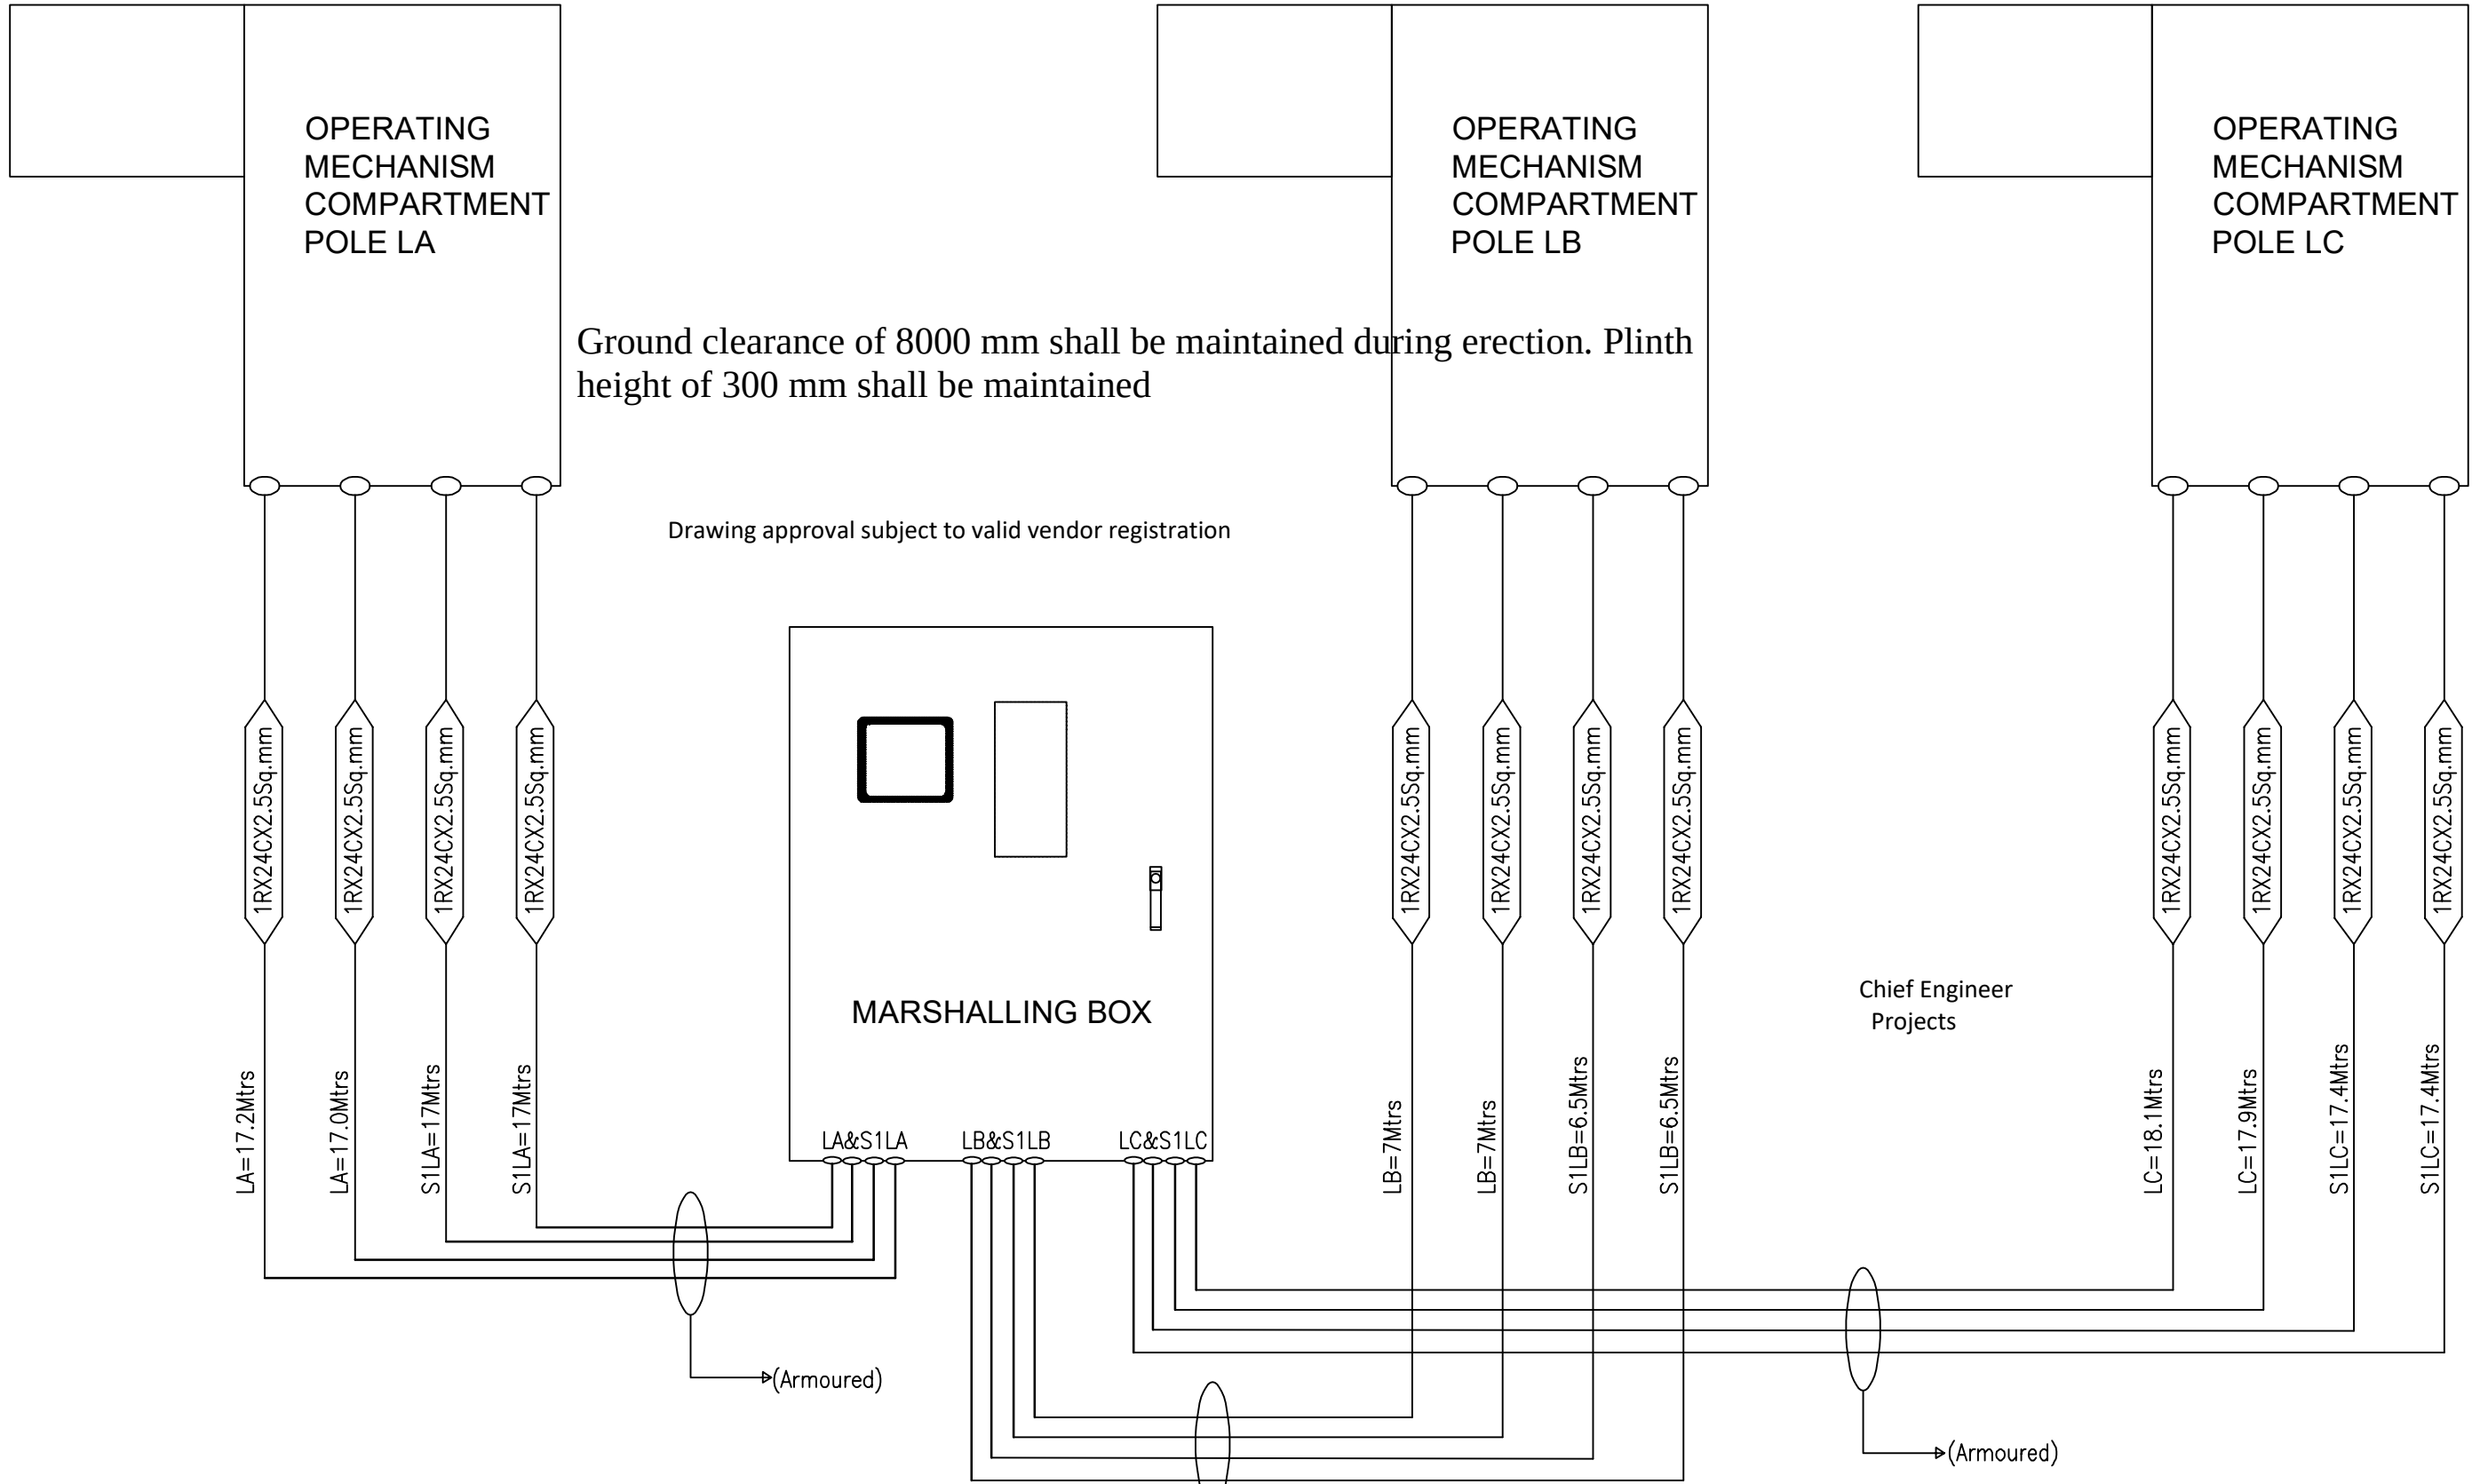 OPERATING
MECHANISM
COMPARTMENT
POLE LA
OPERATING
MECHANISM
COMPARTMENT
POLE LB
OPERATING
MECHANISM
COMPARTMENT
POLE LC
Ground clearance of 8000 mm shall be maintained during erection. Plinth
height of 300 mm shall be maintained
Drawing approval subject to valid vendor registration
1RX24CX2.5Sq.mm
1RX24CX2.5Sq.mm
1RX24CX2.5Sq.mm
1RX24CX2.5Sq.mm
1RX24CX2.5Sq.mm
1RX24CX2.5Sq.mm
1RX24CX2.5Sq.mm
1RX24CX2.5Sq.mm
1RX24CX2.5Sq.mm
1RX24CX2.5Sq.mm
1RX24CX2.5Sq.mm
1RX24CX2.5Sq.mm
MARSHALLING BOX
Chief Engineer
Projects
LA=17.2Mtrs
LA=17.0Mtrs
S1LA=17Mtrs
S1LA=17Mtrs
LA&S1LA
LB&S1LB
LC&S1LC
LB=7Mtrs
LB=7Mtrs
S1LB=6.5Mtrs
S1LB=6.5Mtrs
LC=18.1Mtrs
LC=17.9Mtrs
S1LC=17.4Mtrs
S1LC=17.4Mtrs
(Armoured)
(Armoured)